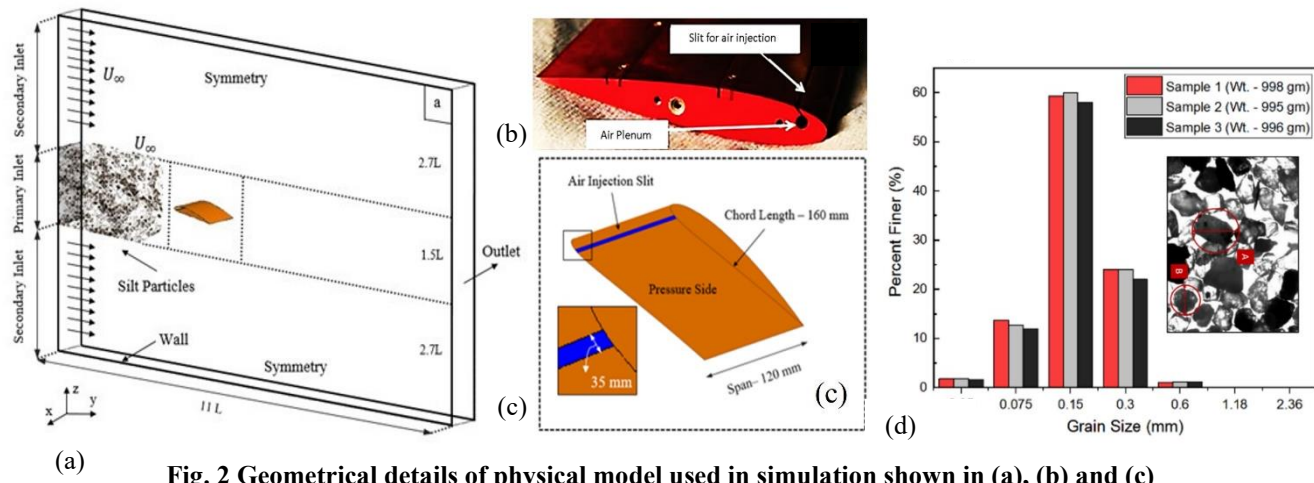 Secondary Inlet
Primary Inlet
Secondary Inlet
U∞
Symmetry
a
U∞
2.7L
1.5L
Outlet
Silt Particles
Wall
Symmetry
2.7L
11 L
z
x
y
(a)
(b)
Slit for air injection
Air Plenum
(c)
Air Injection Slit
Chord Length – 160 mm
Pressure Side
35 mm
Span– 120 mm
(c)
Percent Finer (%)
60
50
40
30
20
10
0
Sample 1 (Wt. - 998 gm)
Sample 2 (Wt. - 995 gm)
Sample 3 (Wt. - 996 gm)
A
B
0.075
0.15
0.3
0.6
1.18
2.36
Grain Size (mm)
(d)
Fig. 2 Geometrical details of physical model used in simulation shown in (a), (b) and (c)